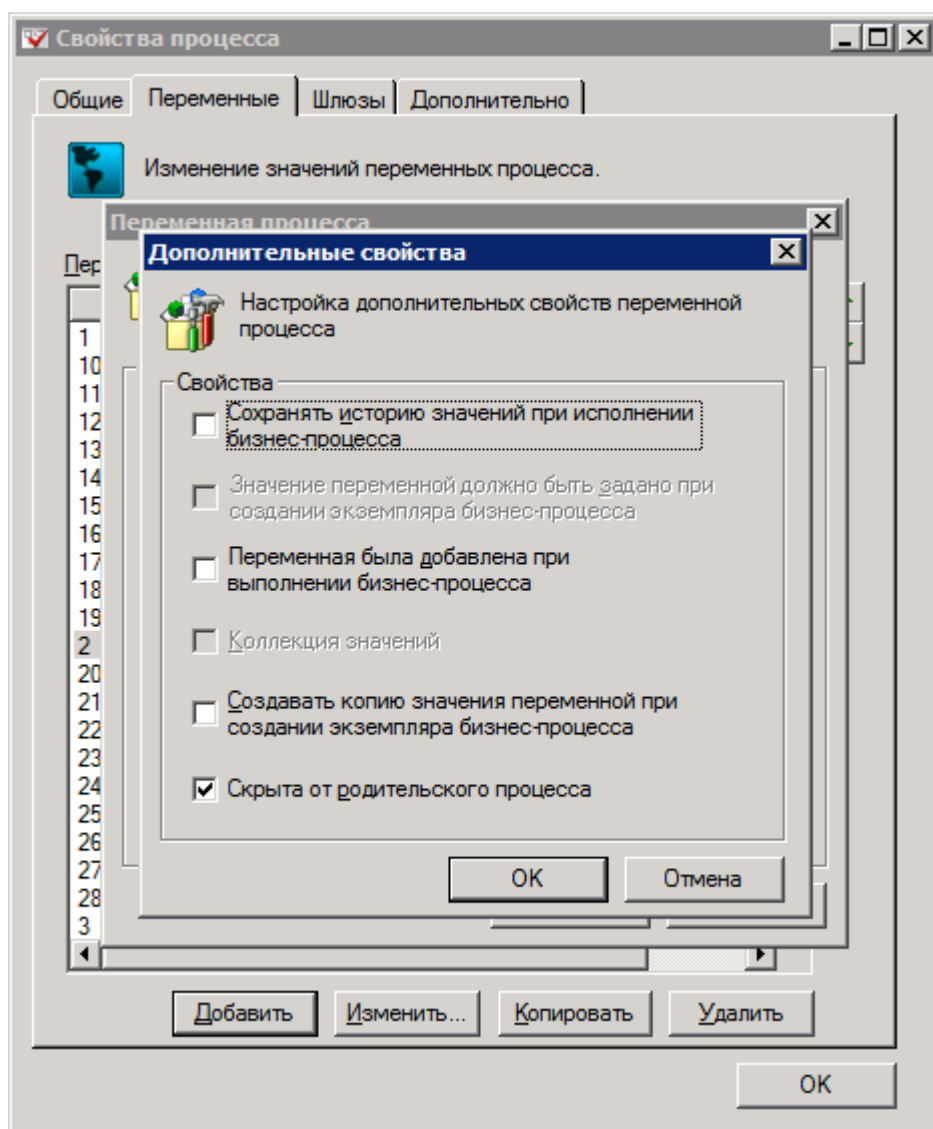 Свойства процесса
Общие Переменные Шлюзы Дополнительно
Изменение значений переменных процесса.
Переменная процесса
Дополнительные свойства
Настройка дополнительных свойств переменной
процесса
Свойства
Сохранять историю значений при исполнении
бизнес-процесса
Значение переменной должно быть задано при
создании экземпляра бизнес-процесса
Переменная была добавлена при
выполнении бизнес-процесса
Коллекция значений
Создавать копию значения переменной при
создании экземпляра бизнес-процесса
Скрыта от родительского процесса
OK Отмена
Пер
1
10
11
12
13
14
15
16
17
18
19
2
20
21
22
23
24
25
26
27
28
3
Добавить Изменить... Копировать Удалить
OK